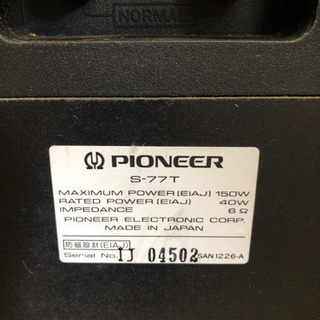 NORMAL
PIONEER
S-77T
MAXIMUM POWER(EIAJ) 150W
RATED POWER (EIAJ) 40W
IMPEDANCE 6Ω
PIONEER ELECTRONIC CORP.
MADE IN JAPAN
防磁設計(EIAJ)
Serial No. IJ 04502 SAN1226-A